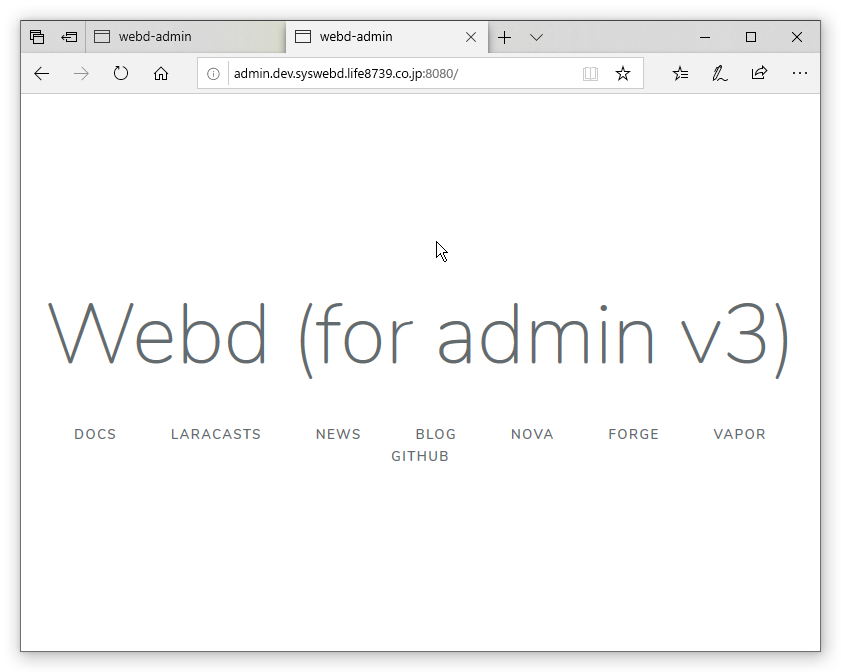 webd-admin webd-admin
admin.dev.syswebd.life8739.co.jp:8080/
Webd (for admin v3)
DOCS LARACASTS NEWS BLOG NOVA FORGE VAPOR
GITHUB